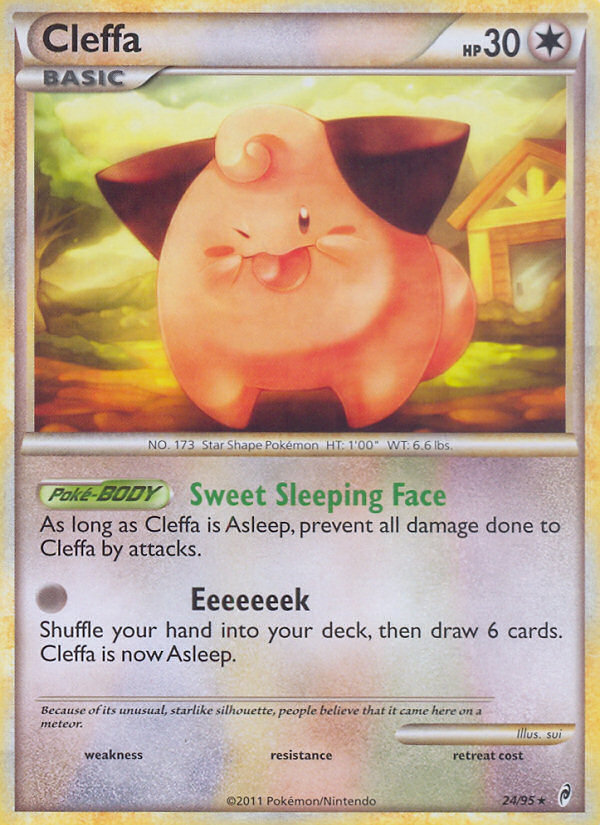 Cleffa
HP 30
BASIC
NO. 173 Star Shape Pokémon HT: 1'00" WT: 6.6 lbs.
Poké-BODY Sweet Sleeping Face
As long as Cleffa is Asleep, prevent all damage done to
Cleffa by attacks.
Eeeeeeek
Shuffle your hand into your deck, then draw 6 cards.
Cleffa is now Asleep.
Because of its unusual, starlike silhouette, people believe that it came here on a
meteor.
Illus. sui
weakness resistance retreat cost
©2011 Pokémon/Nintendo 24/95 ★